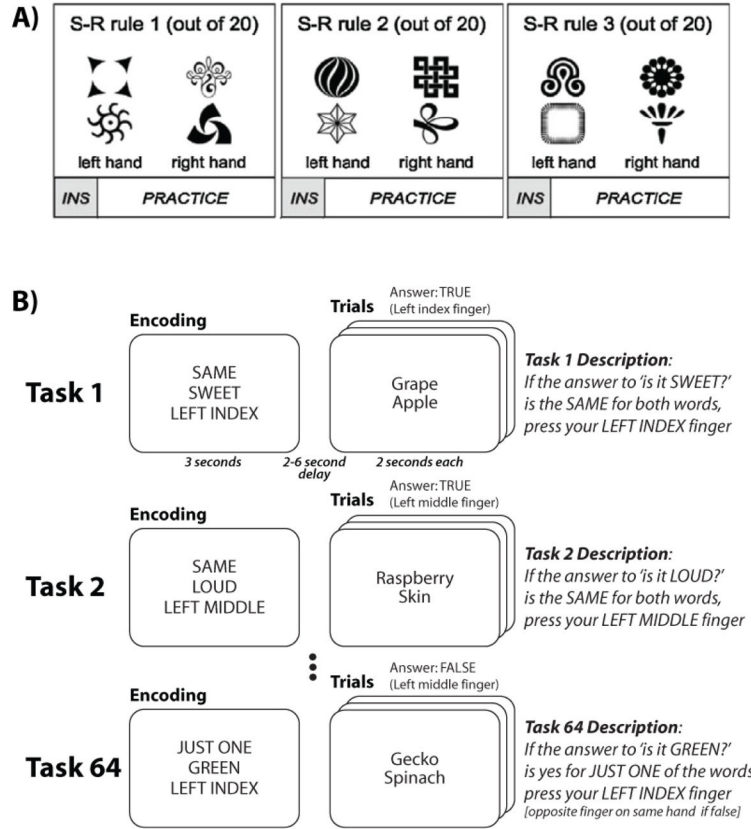 A)
S-R rule 1 (out of 20)
left hand right hand
INS PRACTICE
S-R rule 2 (out of 20)
left hand right hand
INS PRACTICE
S-R rule 3 (out of 20)
left hand right hand
INS PRACTICE
B)
Task 1
Encoding
SAME
SWEET
LEFT INDEX
3 seconds
2-6 second
delay
Trials
Answer: TRUE
(Left index finger)
Grape
Apple
2 seconds each
Task 1 Description:
If the answer to 'is it SWEET?'
is the SAME for both words,
press your LEFT INDEX finger
Task 2
Encoding
SAME
LOUD
LEFT MIDDLE
Trials
Answer: TRUE
(Left middle finger)
Raspberry
Skin
Task 2 Description:
If the answer to 'is it LOUD?'
is the SAME for both words,
press your LEFT MIDDLE finger
Task 64
Encoding
JUST ONE
GREEN
LEFT INDEX
Trials
Answer: FALSE
(Left middle finger)
Gecko
Spinach
Task 64 Description:
If the answer to 'is it GREEN?'
is yes for JUST ONE of the words
press your LEFT INDEX finger
[opposite finger on same hand if false]